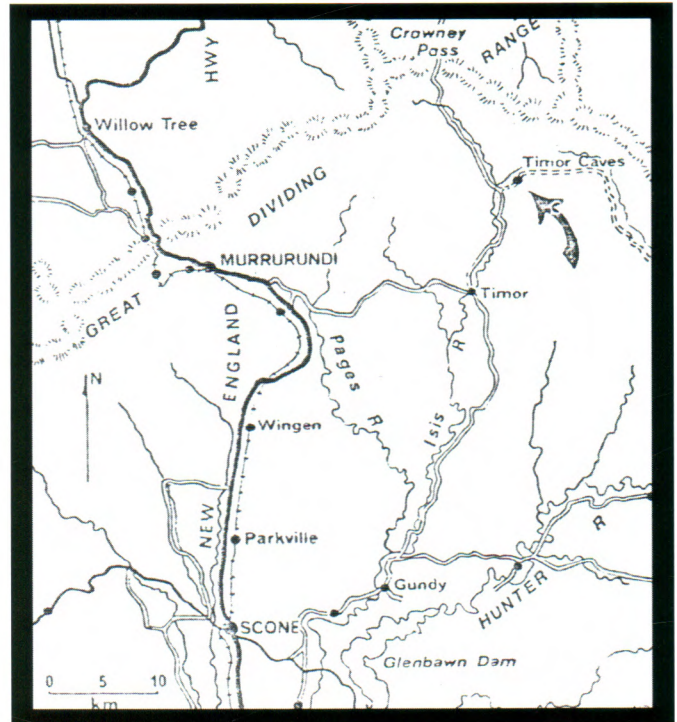 Crawney
Pass
RANGE
HWY
Willow Tree
Timor Caves
DIVIDING
MURRURUNDI
GREAT
Timor
ENGLAND
Pages R
Isis R
N
Wingen
NEW
Parkville
Gundy
HUNTER R
SCONE
Glenbawn Dam
0 5 10
km